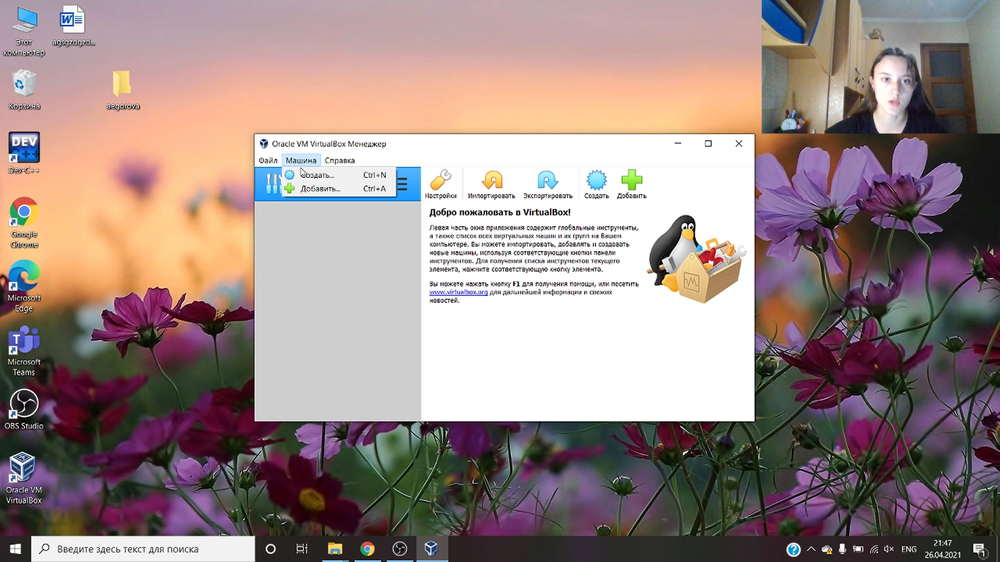 Этот
компьютер
agsgzdgzd...
Корзина
aegorova
DEV
C++
Dev-C++
Google
Chrome
Microsoft
Edge
Microsoft
Teams
OBS Studio
Oracle VM
VirtualBox
Oracle VM VirtualBox Менеджер
Файл Машина Справка
Создать... Ctrl+N
Добавить... Ctrl+A
Настройки Импортировать Экспортировать Создать Добавить
Добро пожаловать в VirtualBox!
Левая часть окна приложения содержит глобальные инструменты,
а также список всех виртуальных машин и их групп на Вашем
компьютере. Вы можете импортировать, добавлять и создавать
новые машины, используя соответствующие кнопки панели
инструментов. Для получения списка инструментов текущего
элемента, нажмите соответствующую кнопку элемента.
Вы можете нажать кнопку F1 для получения помощи, или посетить
www.virtualbox.org для дальнейшей информации и свежих
новостей.
Введите здесь текст для поиска
ENG
21:47
26.04.2021
1